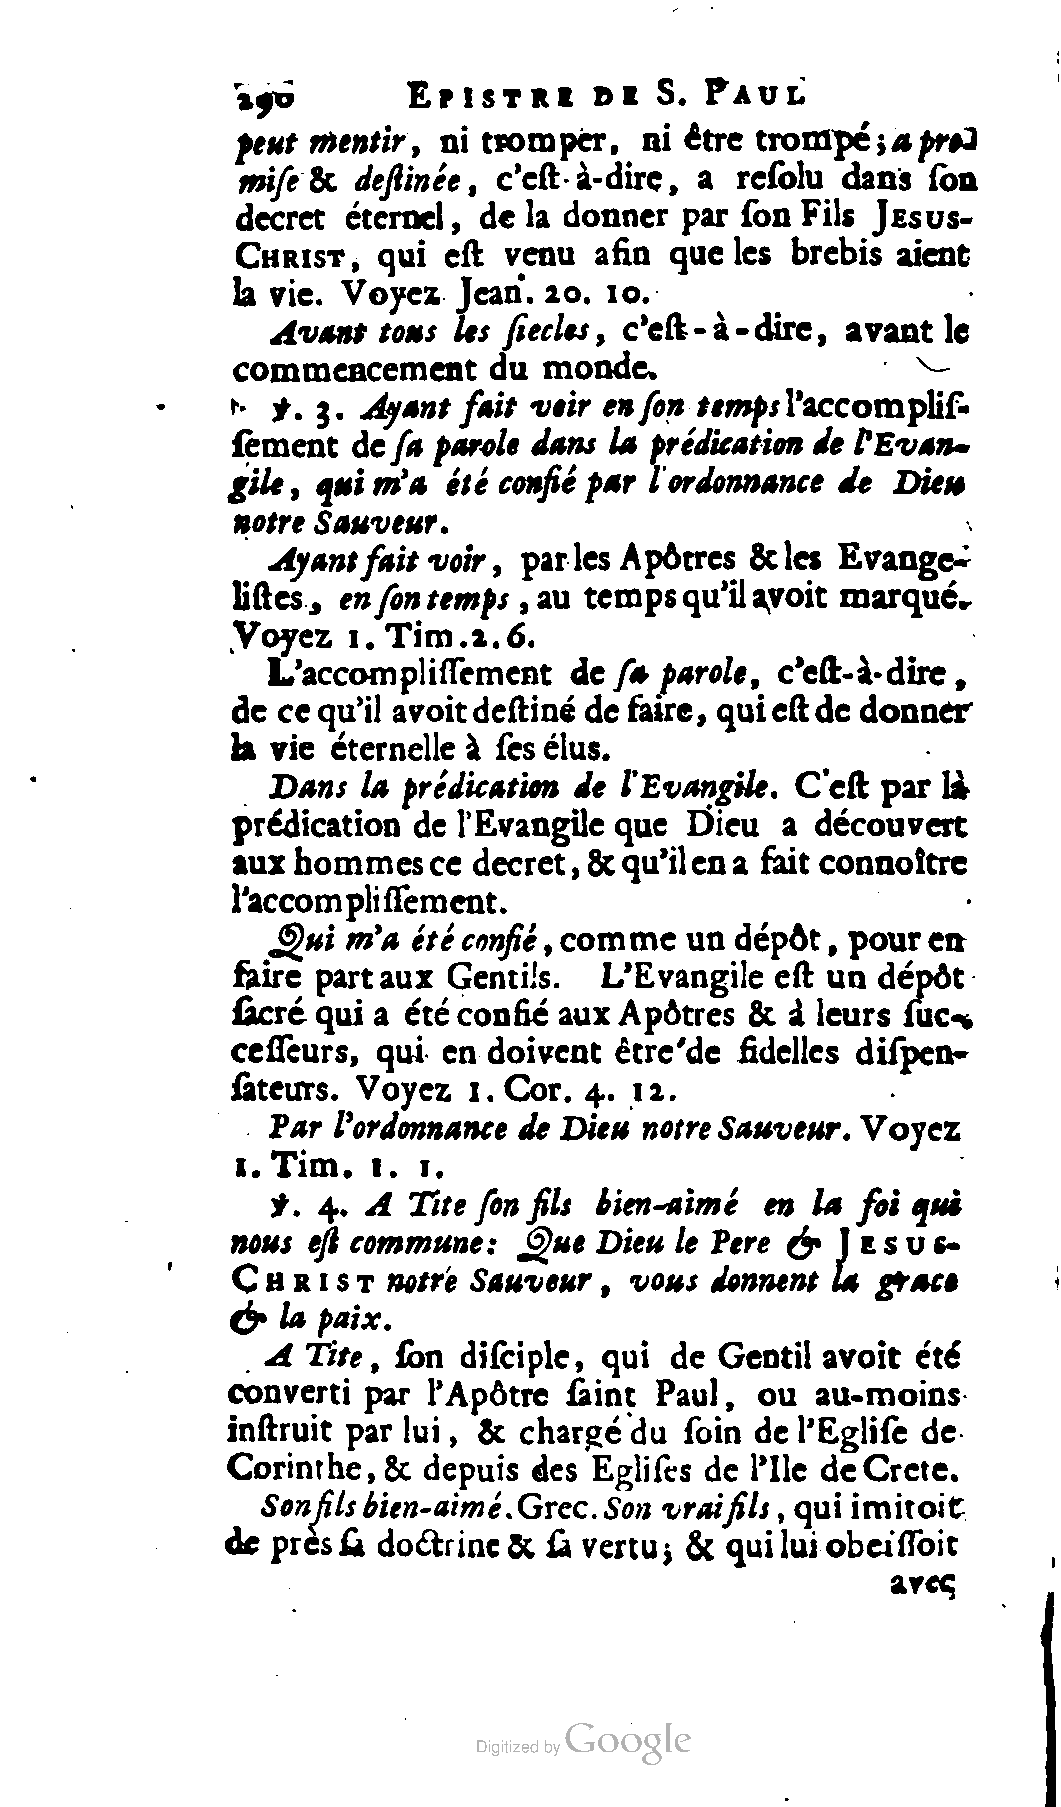 290 EPISTRE DE S. PAUL
peut mentir, ni tromper, ni être trompé; a pro-
miſe & deſtinée, c'eſt-à-dire, a reſolu dans ſon
decret éternel, de la donner par ſon Fils JESUS-
CHRIST, qui eſt venu afin que les brebis aient
la vie. Voyez Jean. 20. 10.
Avant tous les ſiecles, c'eſt-à-dire, avant le
commencement du monde.
℣. 3. Ayant fait voir en ſon temps l'accompliſ-
ſement de ſa parole dans la prédication de l'Evan-
gile, qui m'a été confié par l'ordonnance de Dieu
notre Sauveur.
Ayant fait voir, par les Apôtres & les Evange-
liſtes, en ſon temps, au temps qu'il avoit marqué.
Voyez 1. Tim. 2. 6.
L'accompliſſement de ſa parole, c'eſt-à-dire,
de ce qu'il avoit deſtiné de faire, qui eſt de donner
la vie éternelle à ſes élus.
Dans la prédication de l'Evangile. C'eſt par là
prédication de l'Evangile que Dieu a découvert
aux hommes ce decret, & qu'il en a fait connoître
l'accompliſſement.
Qui m'a été confié, comme un dépôt, pour en
faire part aux Gentils. L'Evangile eſt un dépôt
ſacré qui a été confié aux Apôtres & à leurs ſuc-
ceſſeurs, qui en doivent être de fidelles diſpen-
ſateurs. Voyez 1. Cor. 4. 12.
Par l'ordonnance de Dieu notre Sauveur. Voyez
1. Tim. 1. 1.
℣. 4. A Tite ſon fils bien-aimé en la foi qui
nous eſt commune: Que Dieu le Pere & JESUS-
CHRIST notre Sauveur, vous donnent la grace
& la paix.
A Tite, ſon diſciple, qui de Gentil avoit été
converti par l'Apôtre ſaint Paul, ou au-moins
inſtruit par lui, & chargé du ſoin de l'Egliſe de
Corinthe, & depuis des Egliſes de l'Ile de Crete.
Son fils bien-aimé. Grec. Son vrai fils, qui imitoit
de près ſa doctrine & ſa vertu; & qui lui obeiſſoit
avec
Digitized by Google